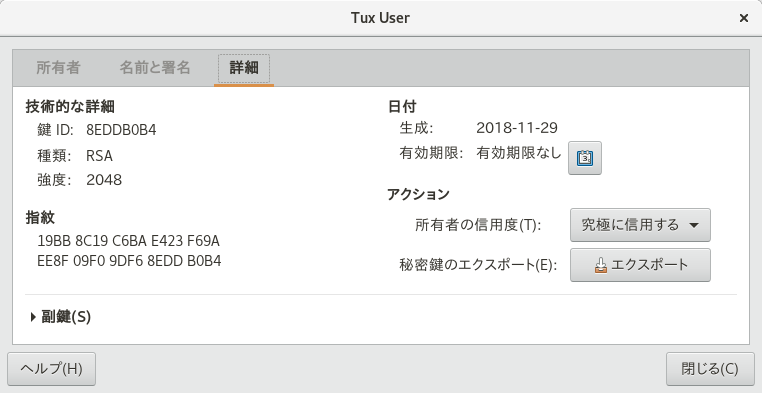 Tux User
所有者 名前と署名 詳細
技術的な詳細
鍵 ID: 8EDDB0B4
種類: RSA
強度: 2048
指紋
19BB 8C19 C6BA E423 F69A
EE8F 09F0 9DF6 8EDD B0B4
日付
生成: 2018-11-29
有効期限: 有効期限なし
アクション
所有者の信用度(T): 究極に信用する
秘密鍵のエクスポート(E): エクスポート
副鍵(S)
ヘルプ(H) 閉じる(C)